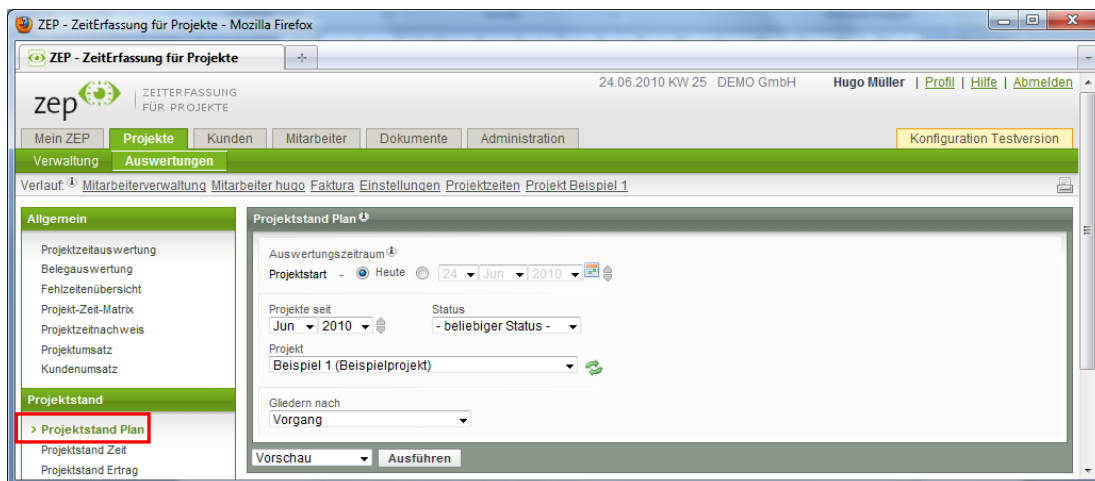 ZEP - ZeitErfassung für Projekte - Mozilla Firefox
ZEP - ZeitErfassung für Projekte
zep ZEITERFASSUNG
FÜR PROJEKTE
24.06.2010 KW 25 DEMO GmbH Hugo Müller | Profil | Hilfe | Abmelden
Mein ZEP Projekte Kunden Mitarbeiter Dokumente Administration Konfiguration Testversion
Verwaltung Auswertungen
Verlauf: Mitarbeiterverwaltung Mitarbeiter hugo Faktura Einstellungen Projektzeiten Projekt Beispiel 1
Allgemein
Projektzeitauswertung
Belegauswertung
Fehlzeitenübersicht
Projekt-Zeit-Matrix
Projektzeitnachweis
Projektumsatz
Kundenumsatz
Projektstand
> Projektstand Plan
Projektstand Zeit
Projektstand Ertrag
Projektstand Plan
Auswertungszeitraum
Projektstart - Heute 24 Jun 2010
Projekte seit Status
Jun 2010 - beliebiger Status -
Projekt
Beispiel 1 (Beispielprojekt)
Gliedern nach
Vorgang
Vorschau Ausführen